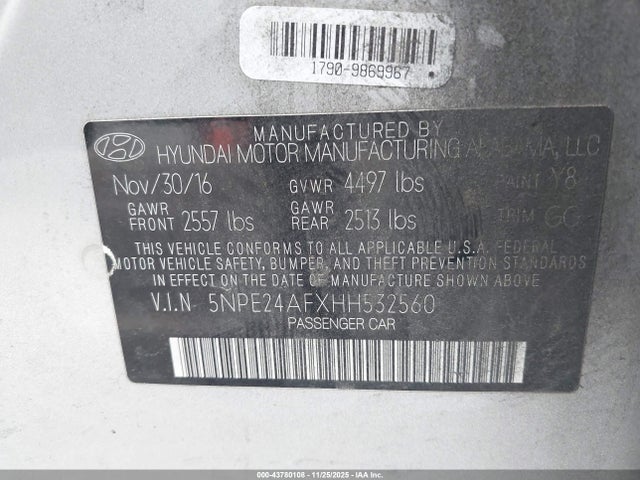 1790-9869967
MANUFACTURED BY
HYUNDAI MOTOR MANUFACTURING ALABAMA, LLC
Nov/30/16 GVWR 4497 lbs PAINT Y8
GAWR FRONT 2557 lbs GAWR REAR 2513 lbs TRIM
THIS VEHICLE CONFORMS TO ALL APPLICABLE U.S.A. FEDERAL
MOTOR VEHICLE SAFETY, BUMPER, AND THEFT PREVENTION
STANDARDS IN EFFECT ON THE DATE OF MANUFACTURE SHOWN ABOVE.
V.I.N 5NPE24AFXHH532560
PASSENGER CAR
000-43780108 - 11/25/2025 - IAAI.COM